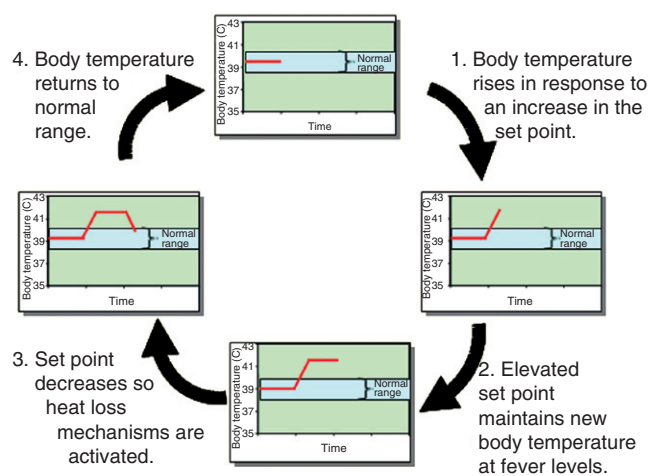 43
41
39
37
35
Body temperature (C)
Normal
range
Time
1. Body temperature
rises in response to
an increase in the
set point.
43
41
39
37
35
Body temperature (C)
Normal
range
Time
2. Elevated
set point
maintains new
body temperature
at fever levels.
43
41
39
37
35
Body temperature (C)
Normal
range
Time
3. Set point
decreases so
heat loss
mechanisms are
activated.
43
41
39
37
35
Body temperature (C)
Normal
range
Time
4. Body temperature
returns to
normal
range.